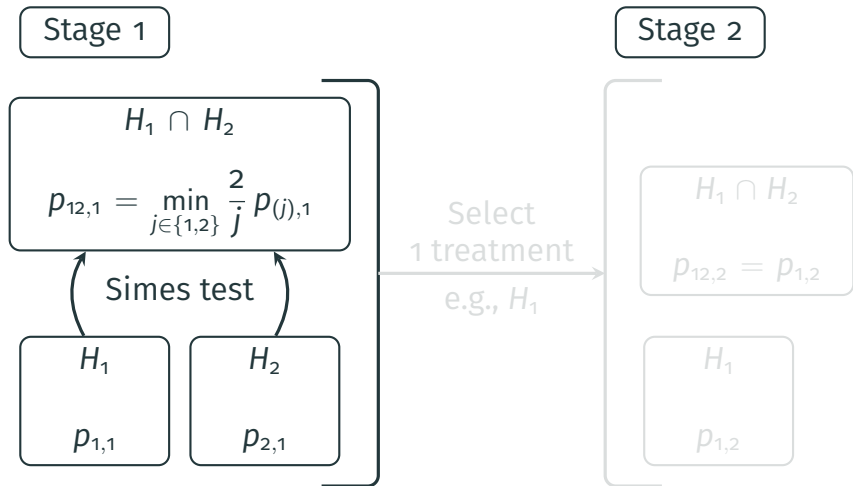 Stage 1
Stage 2
H₁ ∩ H₂
p₁₂,₁ = min_{j∈{1,2}} 2/j p₍ⱼ₎,₁
Simes test
H₁
p₁,₁
H₂
p₂,₁
Select
1 treatment
e.g., H₁
H₁ ∩ H₂
p₁₂,₂ = p₁,₂
H₁
p₁,₂